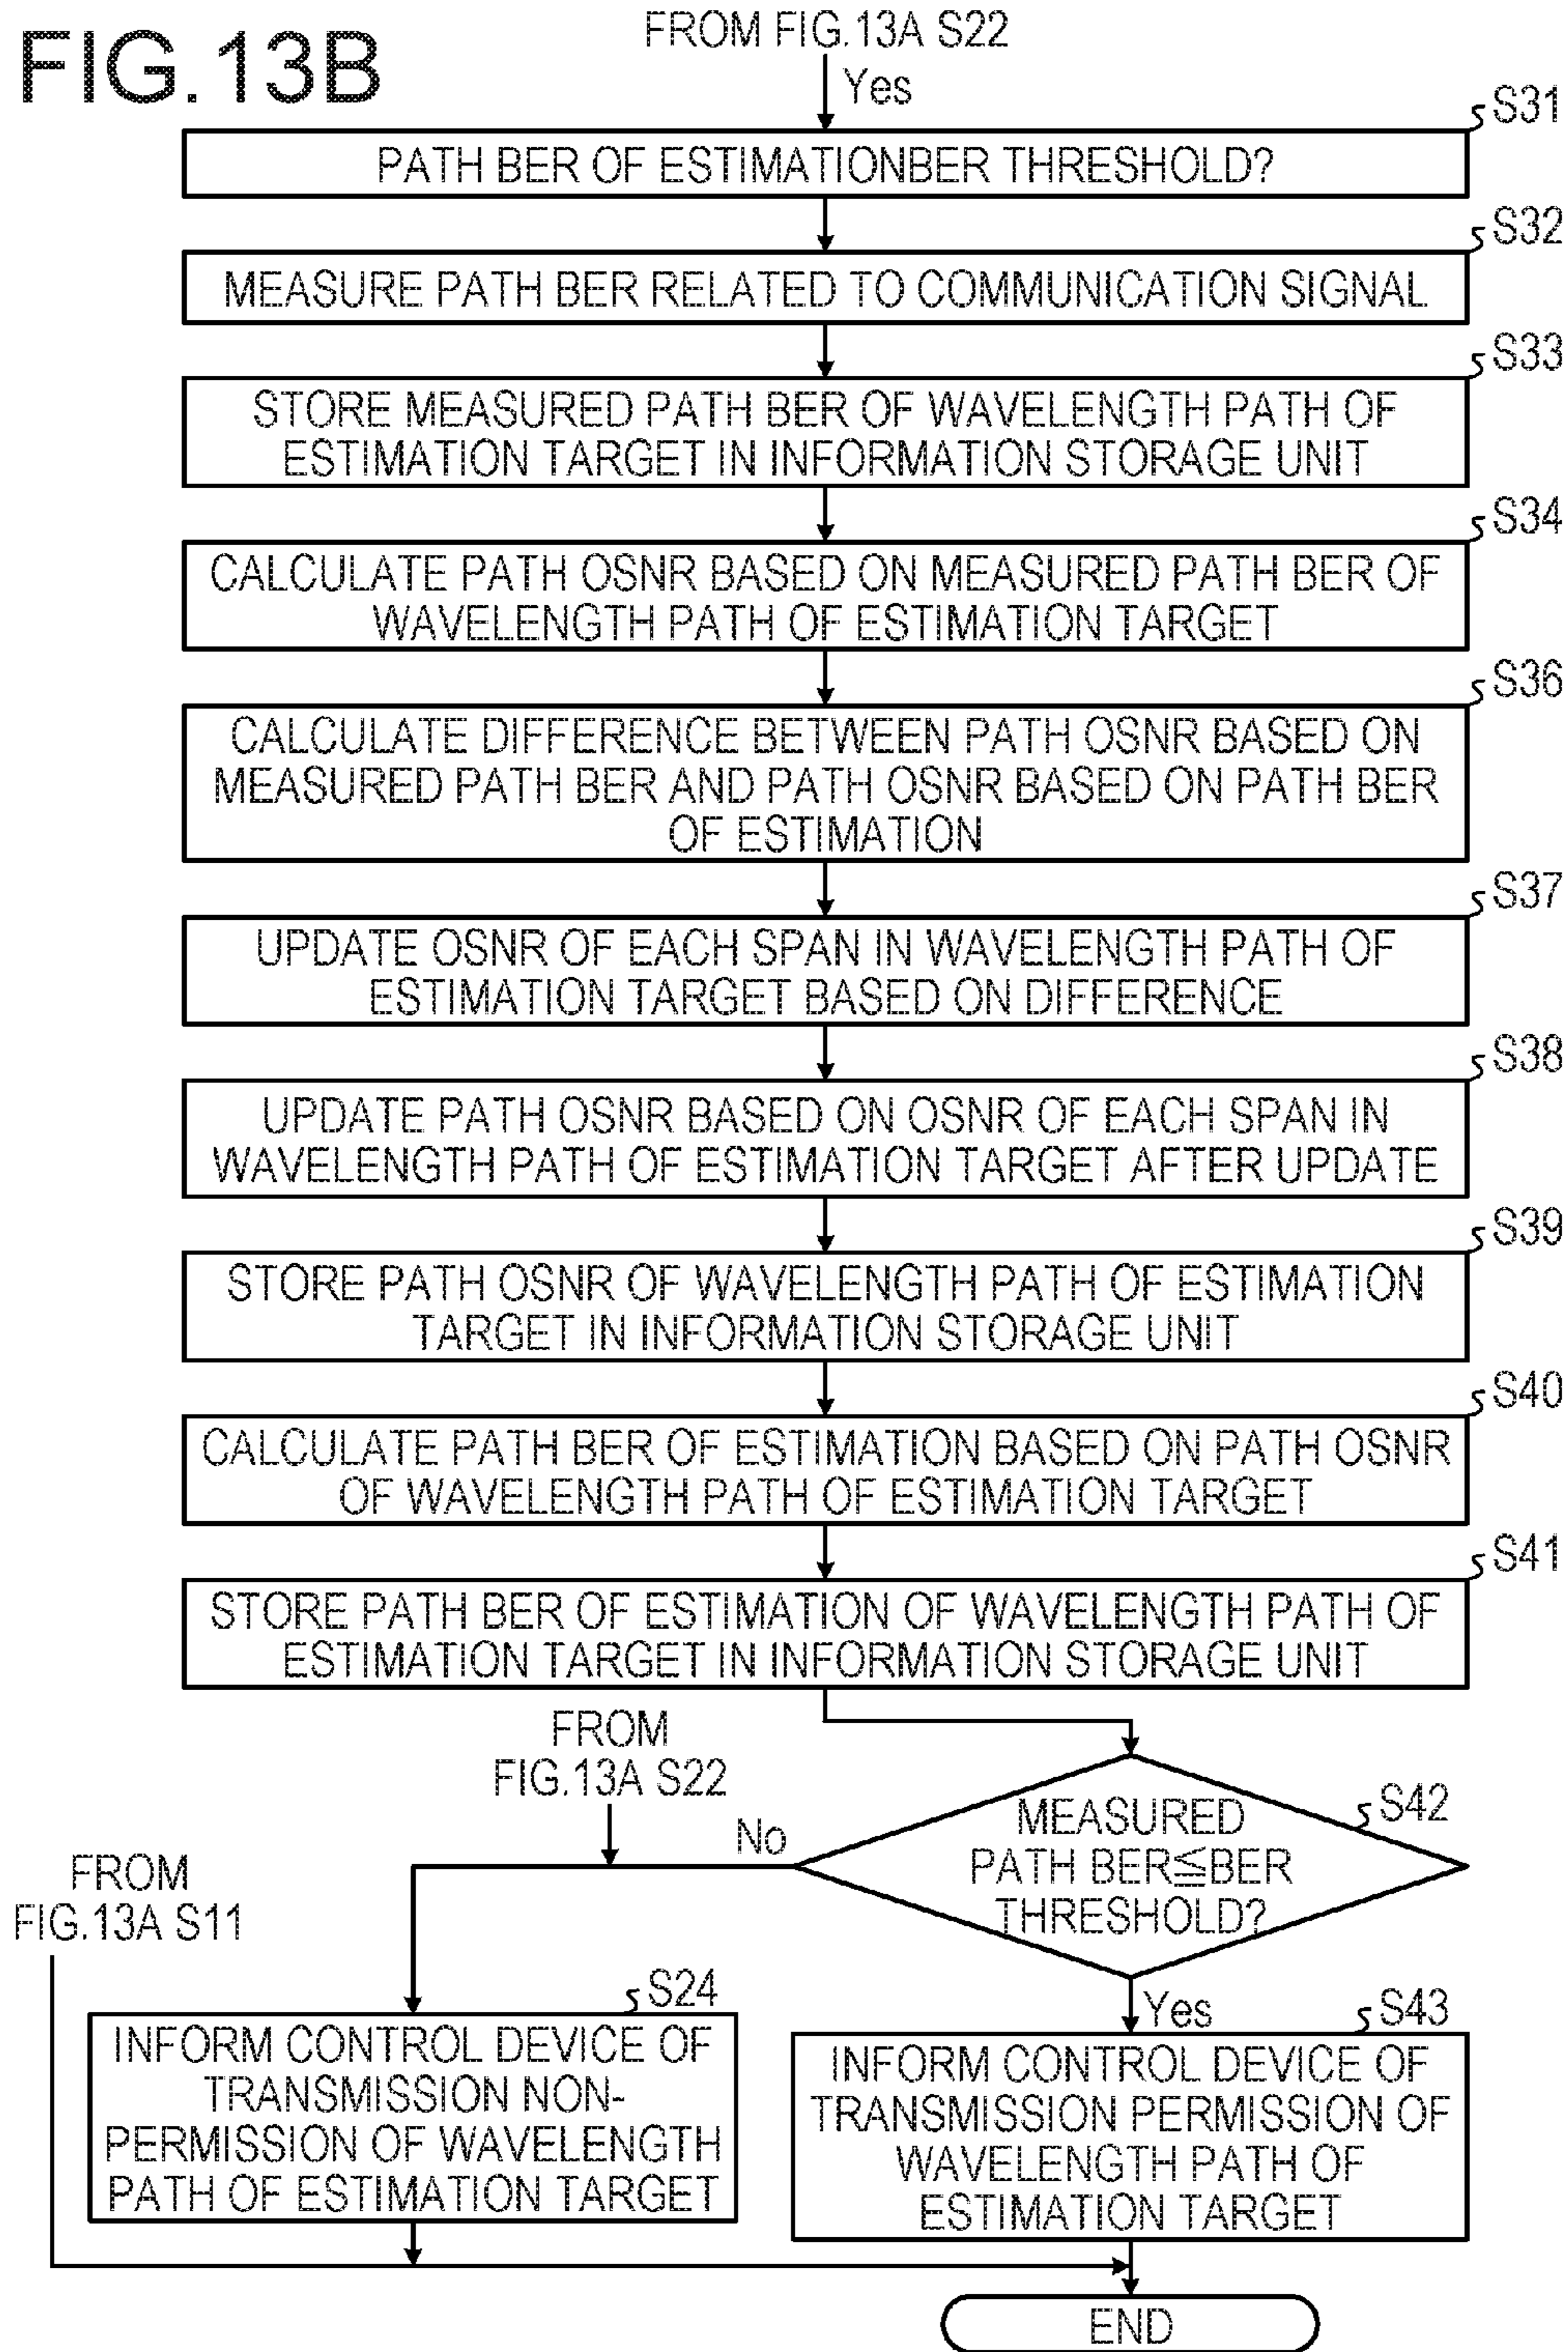 FIG. 13B
FROM FIG.13A S22
Yes
S31
PATH BER OF ESTIMATIONBER THRESHOLD?
S32
MEASURE PATH BER RELATED TO COMMUNICATION SIGNAL
S33
STORE MEASURED PATH BER OF WAVELENGTH PATH OF
ESTIMATION TARGET IN INFORMATION STORAGE UNIT
S34
CALCULATE PATH OSNR BASED ON MEASURED PATH BER OF
WAVELENGTH PATH OF ESTIMATION TARGET
S36
CALCULATE DIFFERENCE BETWEEN PATH OSNR BASED ON
MEASURED PATH BER AND PATH OSNR BASED ON PATH BER
OF ESTIMATION
S37
UPDATE OSNR OF EACH SPAN IN WAVELENGTH PATH OF
ESTIMATION TARGET BASED ON DIFFERENCE
S38
UPDATE PATH OSNR BASED ON OSNR OF EACH SPAN IN
WAVELENGTH PATH OF ESTIMATION TARGET AFTER UPDATE
S39
STORE PATH OSNR OF WAVELENGTH PATH OF ESTIMATION
TARGET IN INFORMATION STORAGE UNIT
S40
CALCULATE PATH BER OF ESTIMATION BASED ON PATH OSNR
OF WAVELENGTH PATH OF ESTIMATION TARGET
S41
STORE PATH BER OF ESTIMATION OF WAVELENGTH PATH OF
ESTIMATION TARGET IN INFORMATION STORAGE UNIT
FROM
FIG.13A S22
S42
MEASURED
PATH BER≦BER
THRESHOLD?
No
FROM
FIG.13A S11
S24
INFORM CONTROL DEVICE OF
TRANSMISSION NON-
PERMISSION OF WAVELENGTH
PATH OF ESTIMATION TARGET
Yes
S43
INFORM CONTROL DEVICE OF
TRANSMISSION PERMISSION OF
WAVELENGTH PATH OF
ESTIMATION TARGET
END